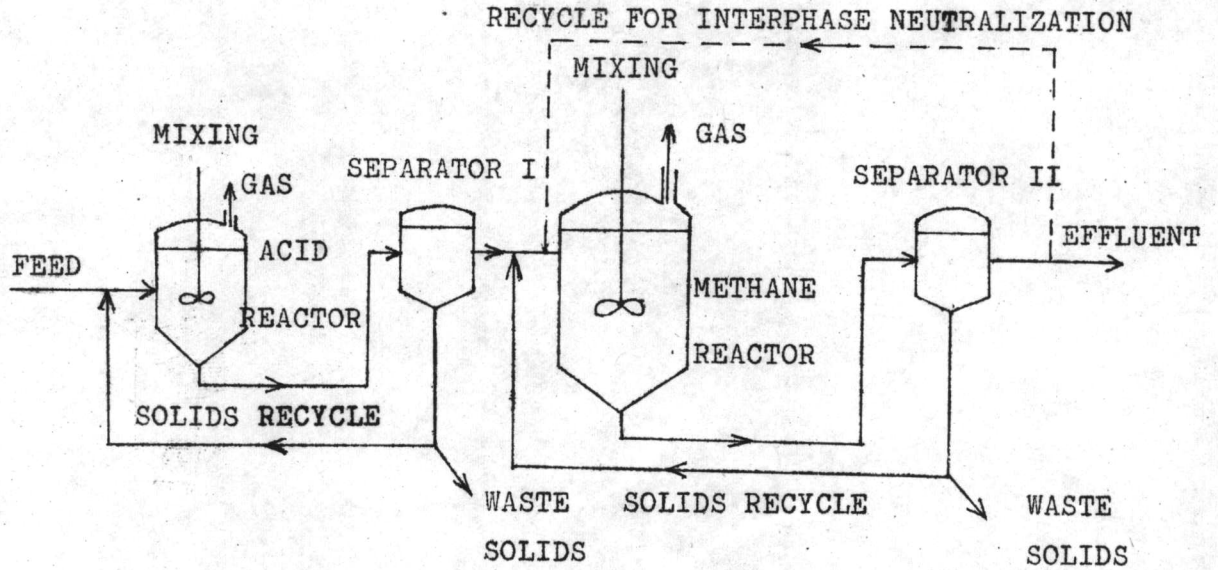 RECYCLE FOR INTERPHASE NEUTRALIZATION
MIXING
MIXING
GAS
GAS
SEPARATOR I
SEPARATOR II
ACID
REACTOR
FEED
EFFLUENT
METHANE
REACTOR
SOLIDS RECYCLE
WASTE
SOLIDS
SOLIDS RECYCLE
WASTE
SOLIDS